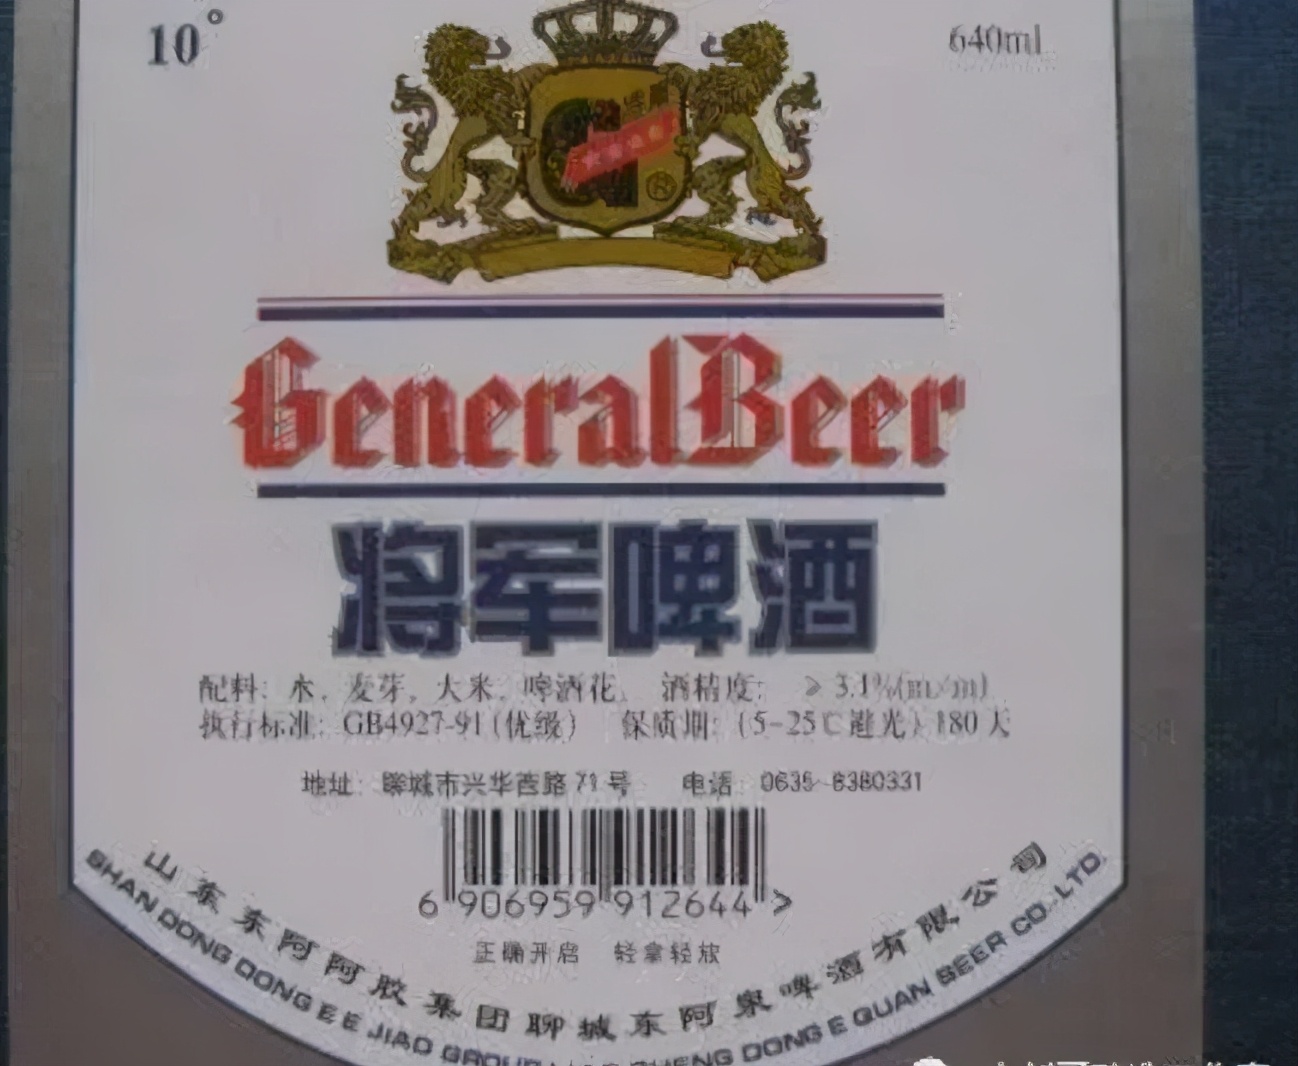 10°
640ml
GeneralBeer
将军啤酒
配料: 水、麦芽、大米、啤酒花、 酒精度: ≥3.1%(m/m)
执行标准: GB4927-91(优级) 保质期: (5-25℃避光)180天
地址: 聊城市兴华西路71号 电话: 0635-8380331
6 906959 912644 >
正确开启 轻拿轻放
山东东阿阿胶集团聊城东阿泉啤酒有限公司
SHAN DONG DONG E E JIAO GROUP CHENG DONG E QUAN BEER CO.,LTD.